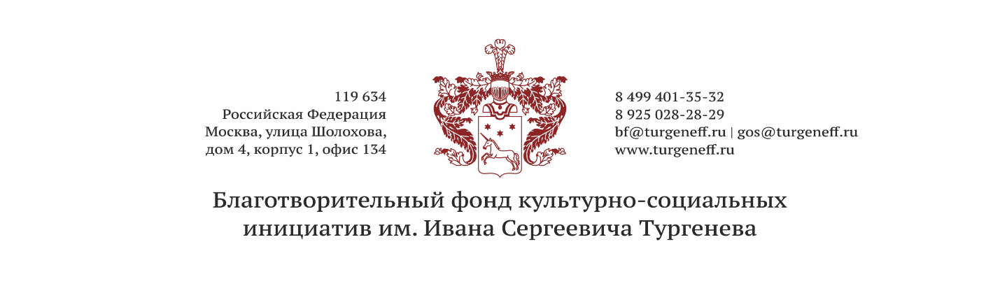 119 634
Российская Федерация
Москва, улица Шолохова,
дом 4, корпус 1, офис 134
8 499 401-35-32
8 925 028-28-29
bf@turgeneff.ru | gos@turgeneff.ru
www.turgeneff.ru
Благотворительный фонд культурно-социальных
инициатив им. Ивана Сергеевича Тургенева